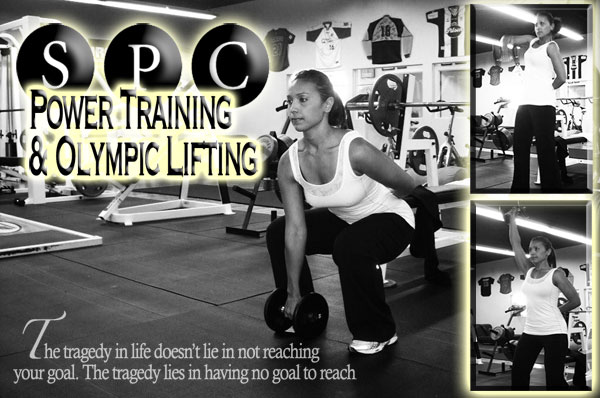 SPC
POWER TRAINING
& OLYMPIC LIFTING
The tragedy in life doesn't lie in not reaching
your goal. The tragedy lies in having no goal to reach